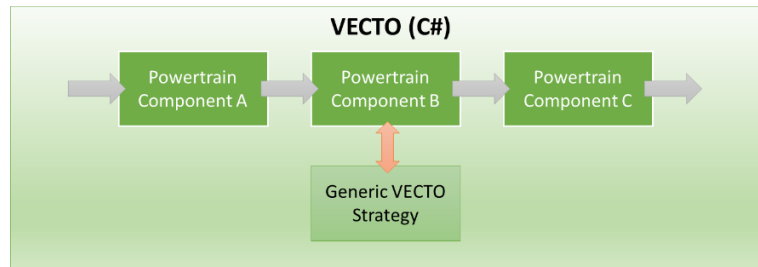 VECTO (C#)
Powertrain
Component A
Powertrain
Component B
Powertrain
Component C
Generic VECTO
Strategy